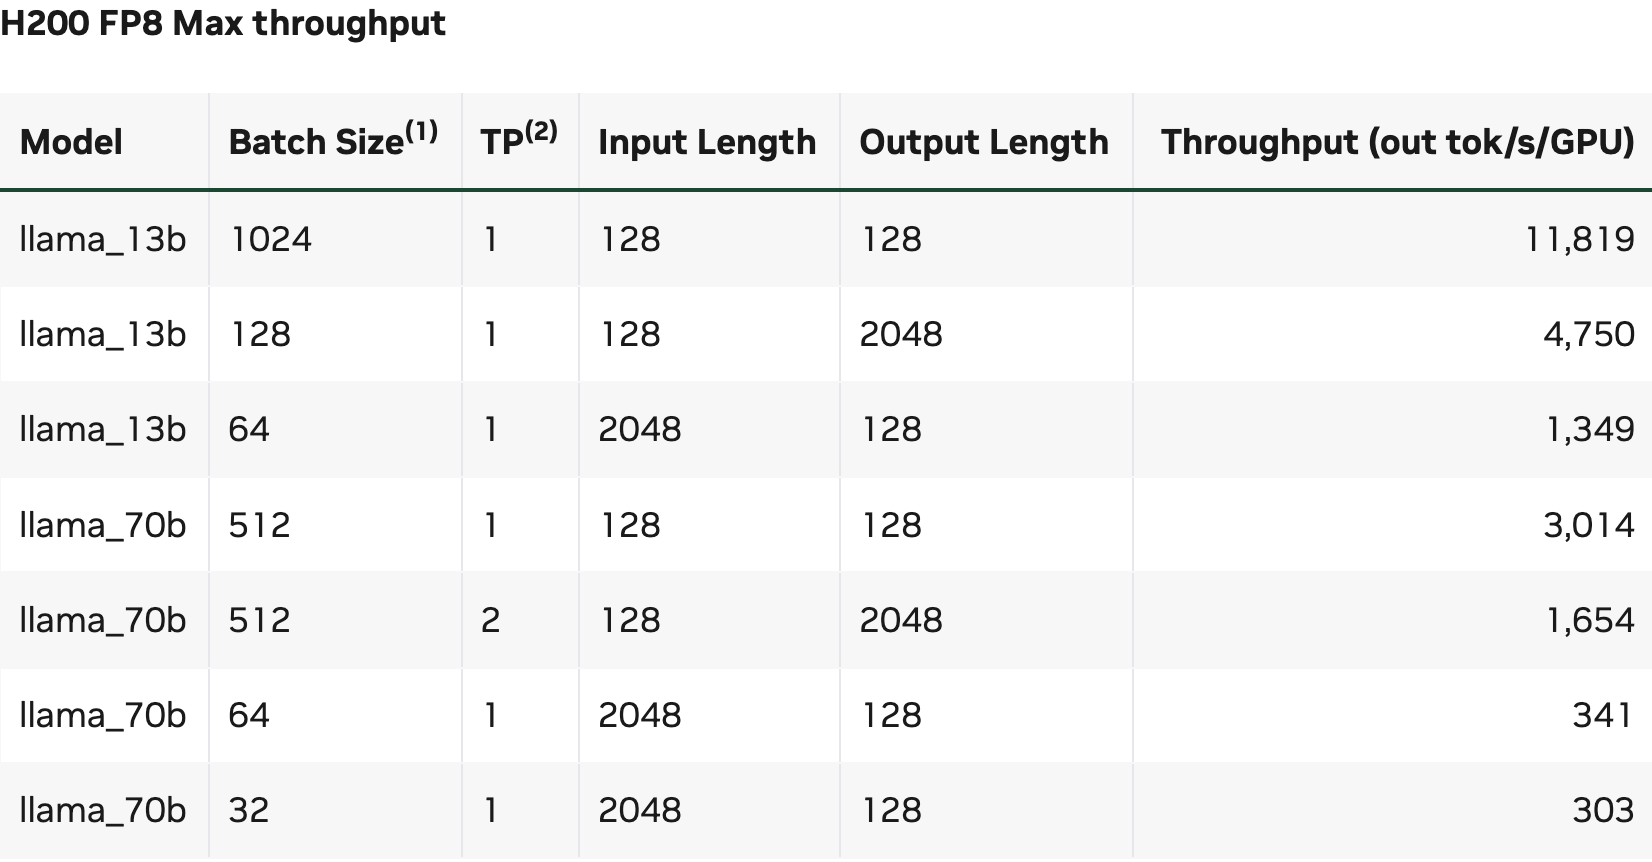 H200 FP8 Max throughput
Model Batch Size(1) TP(2) Input Length Output Length Throughput (out tok/s/GPU)
llama_13b 1024 1 128 128 11,819
llama_13b 128 1 128 2048 4,750
llama_13b 64 1 2048 128 1,349
llama_70b 512 1 128 128 3,014
llama_70b 512 2 128 2048 1,654
llama_70b 64 1 2048 128 341
llama_70b 32 1 2048 128 303